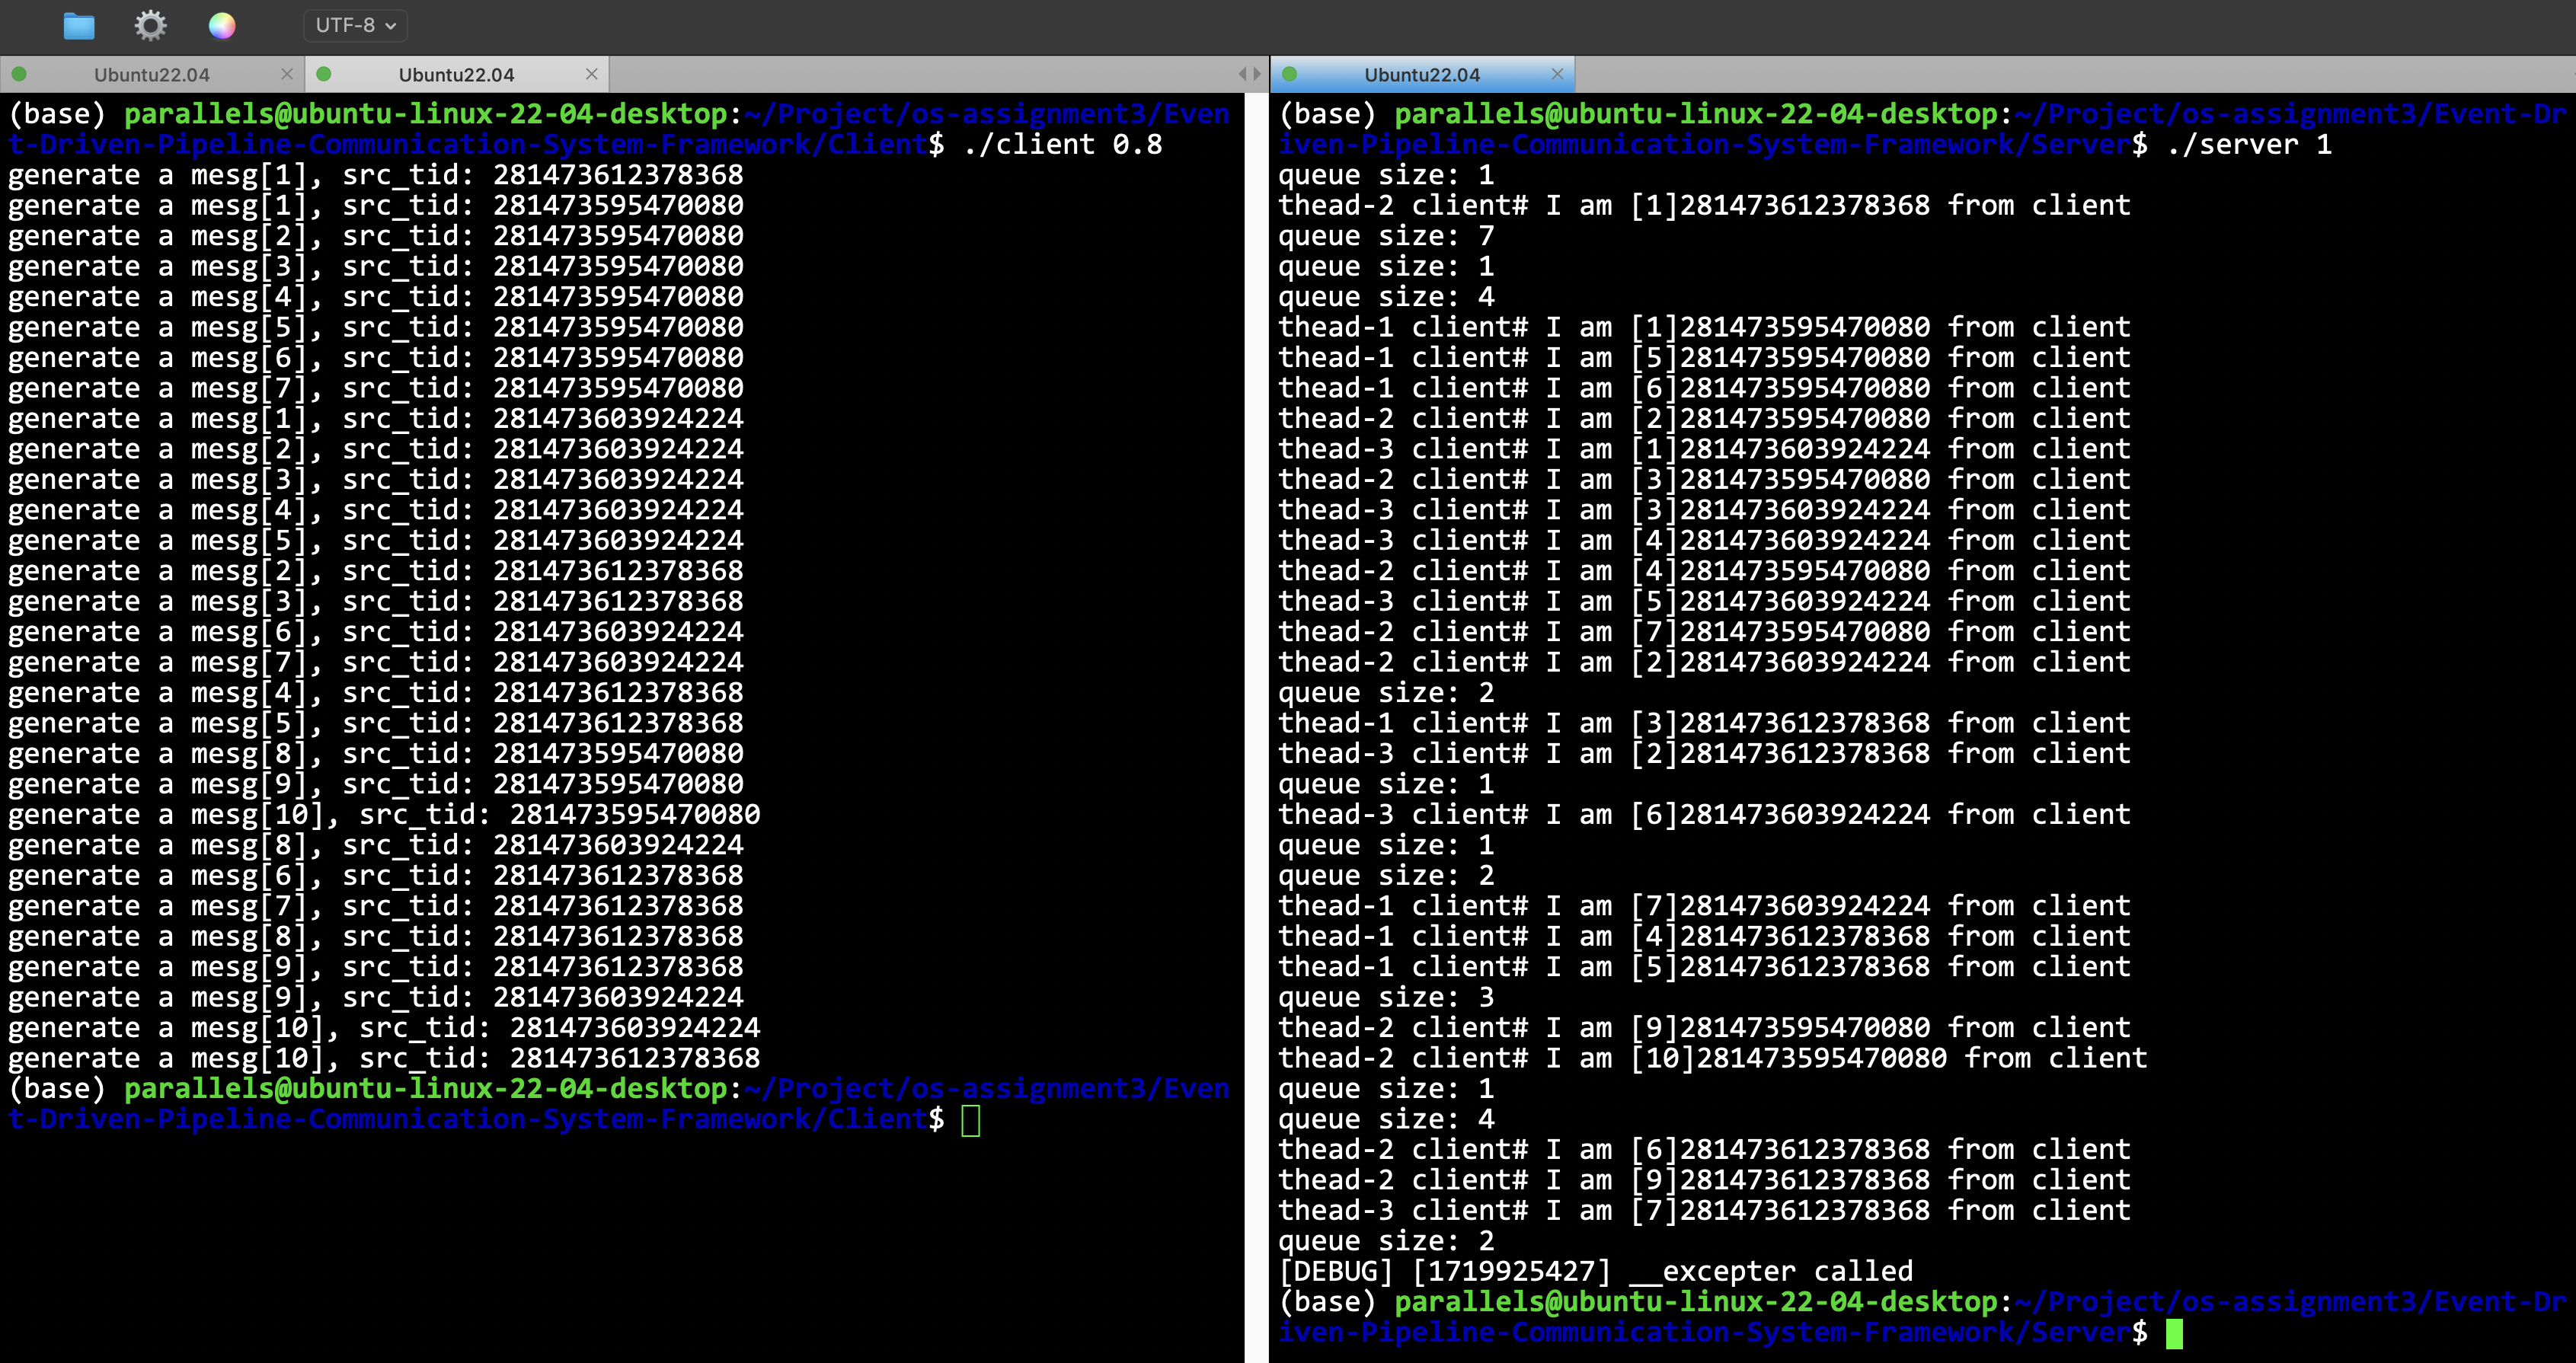 UTF-8
Ubuntu22.04
Ubuntu22.04
(base) parallels@ubuntu-linux-22-04-desktop:~/Project/os-assignment3/Even
t-Driven-Pipeline-Communication-System-Framework/Client$ ./client 0.8
generate a mesg[1], src_tid: 281473612378368
generate a mesg[1], src_tid: 281473595470080
generate a mesg[2], src_tid: 281473595470080
generate a mesg[3], src_tid: 281473595470080
generate a mesg[4], src_tid: 281473595470080
generate a mesg[5], src_tid: 281473595470080
generate a mesg[6], src_tid: 281473595470080
generate a mesg[7], src_tid: 281473595470080
generate a mesg[1], src_tid: 281473603924224
generate a mesg[2], src_tid: 281473603924224
generate a mesg[3], src_tid: 281473603924224
generate a mesg[4], src_tid: 281473603924224
generate a mesg[5], src_tid: 281473603924224
generate a mesg[2], src_tid: 281473612378368
generate a mesg[3], src_tid: 281473612378368
generate a mesg[6], src_tid: 281473603924224
generate a mesg[7], src_tid: 281473603924224
generate a mesg[4], src_tid: 281473612378368
generate a mesg[5], src_tid: 281473612378368
generate a mesg[8], src_tid: 281473595470080
generate a mesg[9], src_tid: 281473595470080
generate a mesg[10], src_tid: 281473595470080
generate a mesg[8], src_tid: 281473603924224
generate a mesg[6], src_tid: 281473612378368
generate a mesg[7], src_tid: 281473612378368
generate a mesg[8], src_tid: 281473612378368
generate a mesg[9], src_tid: 281473612378368
generate a mesg[9], src_tid: 281473603924224
generate a mesg[10], src_tid: 281473603924224
generate a mesg[10], src_tid: 281473612378368
(base) parallels@ubuntu-linux-22-04-desktop:~/Project/os-assignment3/Even
t-Driven-Pipeline-Communication-System-Framework/Client$
Ubuntu22.04
(base) parallels@ubuntu-linux-22-04-desktop:~/Project/os-assignment3/Event-Dr
iven-Pipeline-Communication-System-Framework/Server$ ./server 1
queue size: 1
thead-2 client# I am [1]281473612378368 from client
queue size: 7
queue size: 1
queue size: 4
thead-1 client# I am [1]281473595470080 from client
thead-1 client# I am [5]281473595470080 from client
thead-1 client# I am [6]281473595470080 from client
thead-2 client# I am [2]281473595470080 from client
thead-3 client# I am [1]281473603924224 from client
thead-2 client# I am [3]281473595470080 from client
thead-3 client# I am [3]281473603924224 from client
thead-3 client# I am [4]281473603924224 from client
thead-2 client# I am [4]281473595470080 from client
thead-3 client# I am [5]281473603924224 from client
thead-2 client# I am [7]281473595470080 from client
thead-2 client# I am [2]281473603924224 from client
queue size: 2
thead-1 client# I am [3]281473612378368 from client
thead-3 client# I am [2]281473612378368 from client
queue size: 1
thead-3 client# I am [6]281473603924224 from client
queue size: 1
queue size: 2
thead-1 client# I am [7]281473603924224 from client
thead-1 client# I am [4]281473612378368 from client
thead-1 client# I am [5]281473612378368 from client
queue size: 3
thead-2 client# I am [9]281473595470080 from client
thead-2 client# I am [10]281473595470080 from client
queue size: 1
queue size: 4
thead-2 client# I am [6]281473612378368 from client
thead-2 client# I am [9]281473612378368 from client
thead-3 client# I am [7]281473612378368 from client
queue size: 2
[DEBUG] [1719925427] __excepter called
(base) parallels@ubuntu-linux-22-04-desktop:~/Project/os-assignment3/Event-Dr
iven-Pipeline-Communication-System-Framework/Server$